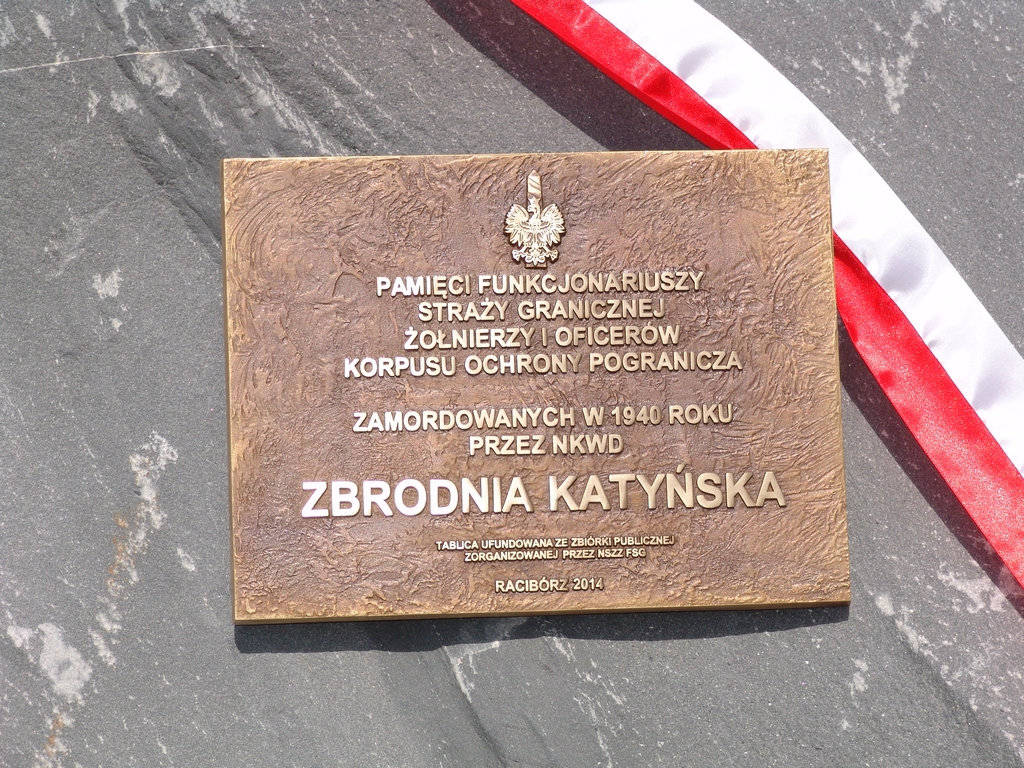 PAMIĘCI FUNKCJONARIUSZY
STRAŻY GRANICZNEJ
ŻOŁNIERZY I OFICERÓW
KORPUSU OCHRONY POGRANICZA
ZAMORDOWANYCH W 1940 ROKU
PRZEZ NKWD
ZBRODNIA KATYŃSKA
TABLICA UFUNDOWANA ZE ZBIÓRKI PUBLICZNEJ
ZORGANIZOWANEJ PRZEZ NSZZ FSG
RACIBÓRZ 2014